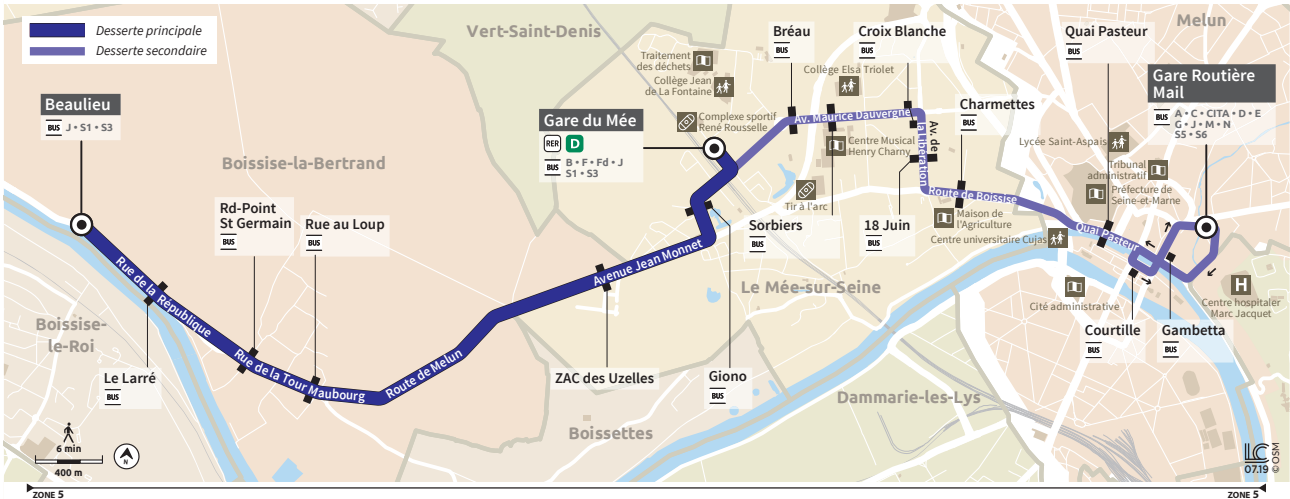 Desserte principale
Desserte secondaire
Vert-Saint-Denis
Melun
Bréau
BUS
Croix Blanche
BUS
Quai Pasteur
BUS
Traitement
des déchets
Collège Jean
de La Fontaine
Collège Elsa Triolet
Gare Routière
Mail
BUS A • C • CITA • D • E
G • J • M • N
S5 • S6
Beaulieu
BUS J • S1 • S3
Gare du Mée
RER D
BUS B • F • Fd • J
S1 • S3
Complexe sportif
René Rousselle
Av. Maurice Dauvergne
Av. de
la Libération
Charmettes
BUS
Centre Musical
Henry Charny
Lycée Saint-Aspais
Tribunal
administratif
Préfecture de
Seine-et-Marne
Boissise-la-Bertrand
Tir à l'arc
Route de Boissise
Rd-Point
St Germain
BUS
Rue au Loup
BUS
Sorbiers
BUS
18 Juin
BUS
Maison de
l'Agriculture
Centre universitaire Cujas
Quai Pasteur
Rue de la République
Avenue Jean Monnet
Le Mée-sur-Seine
Cité administrative
H
Centre hospitaler
Marc Jacquet
Boissise-
le-Roi
Courtille
BUS
Gambetta
BUS
Rue de la Tour Maubourg
Route de Melun
Le Larré
BUS
ZAC des Uzelles
Giono
BUS
Dammarie-les-Lys
Boissettes
6 min
400 m
N
LC
07.19
© OSM
ZONE 5
ZONE 5